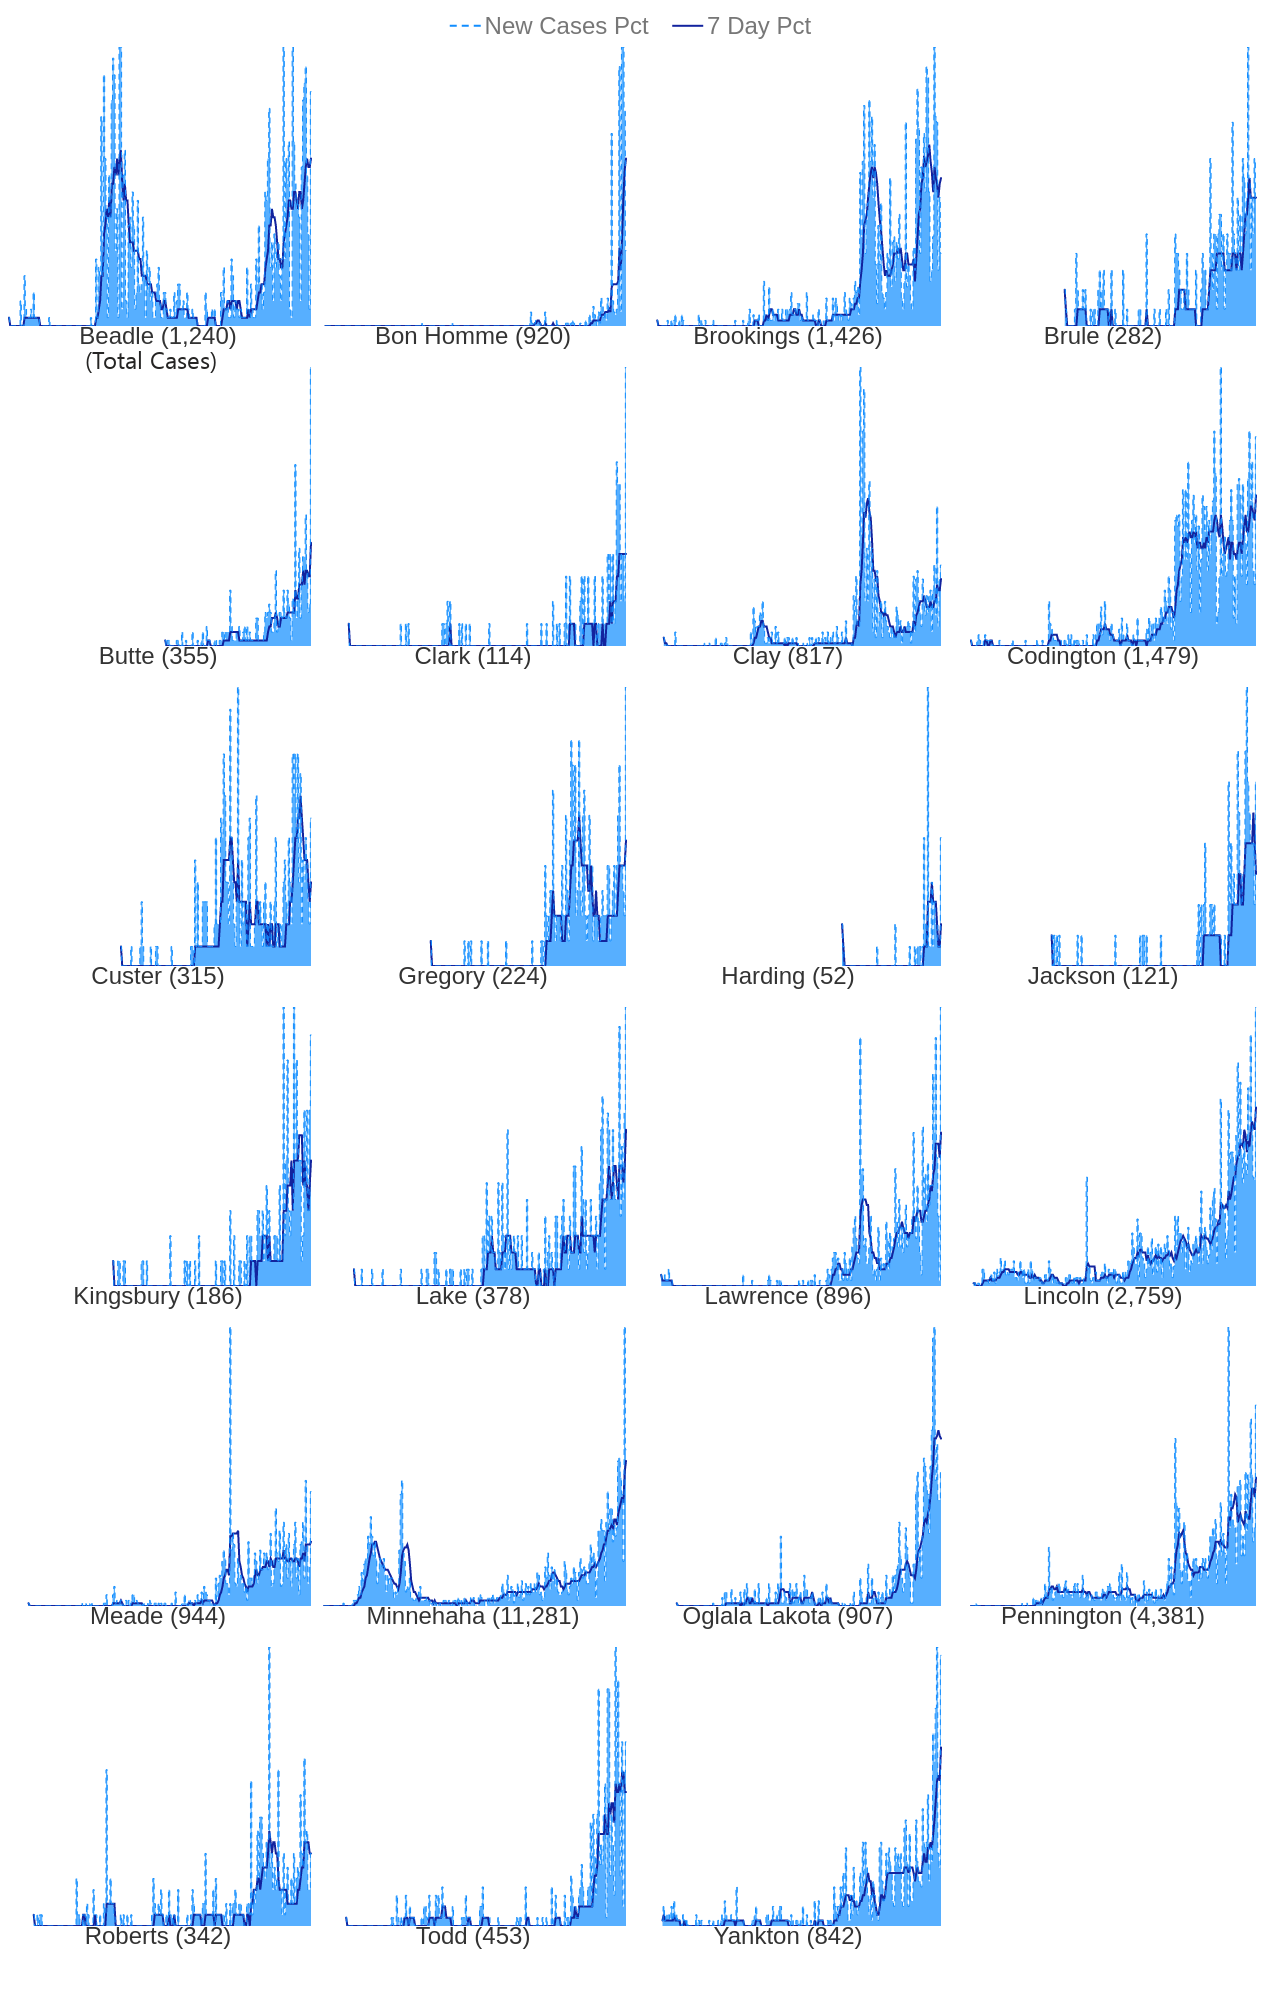 New Cases Pct 7 Day Pct
Beadle (1,240) Bon Homme (920) Brookings (1,426) Brule (282)
(Total Cases)
Butte (355) Clark (114) Clay (817) Codington (1,479)
Custer (315) Gregory (224) Harding (52) Jackson (121)
Kingsbury (186) Lake (378) Lawrence (896) Lincoln (2,759)
Meade (944) Minnehaha (11,281) Oglala Lakota (907) Pennington (4,381)
Roberts (342) Todd (453) Yankton (842)